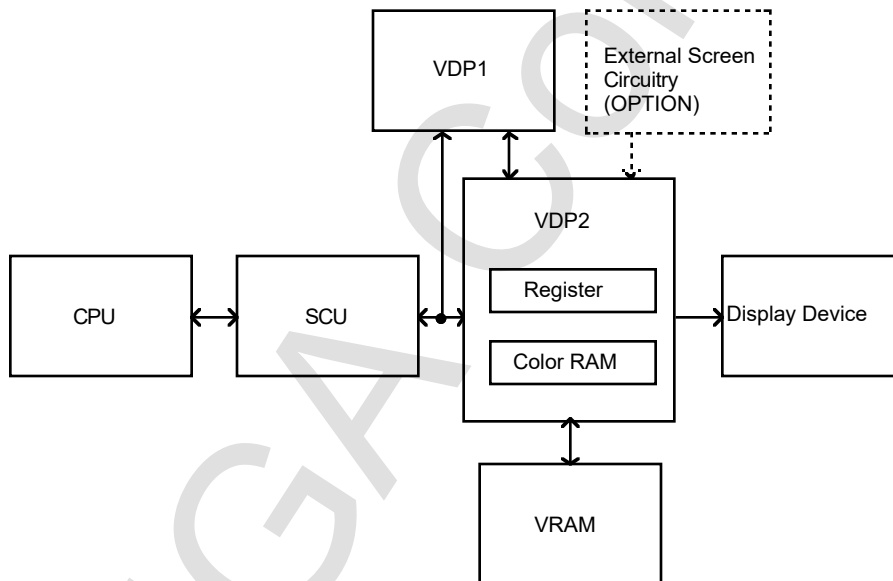 VDP1
External Screen
Circuitry
(OPTION)
VDP2
Register
Color RAM
CPU
SCU
Display Device
VRAM